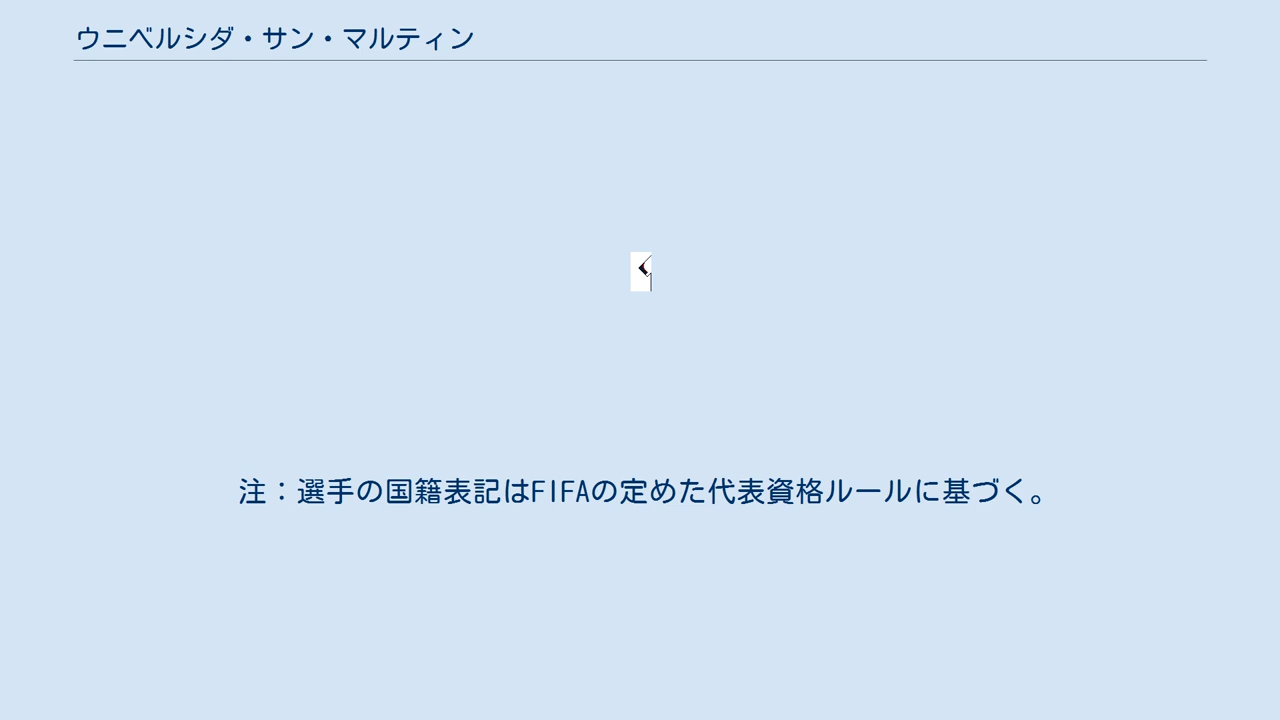 ウニベルシダ・サン・マルティン
注：選手の国籍表記はFIFAの定めた代表資格ルールに基づく。